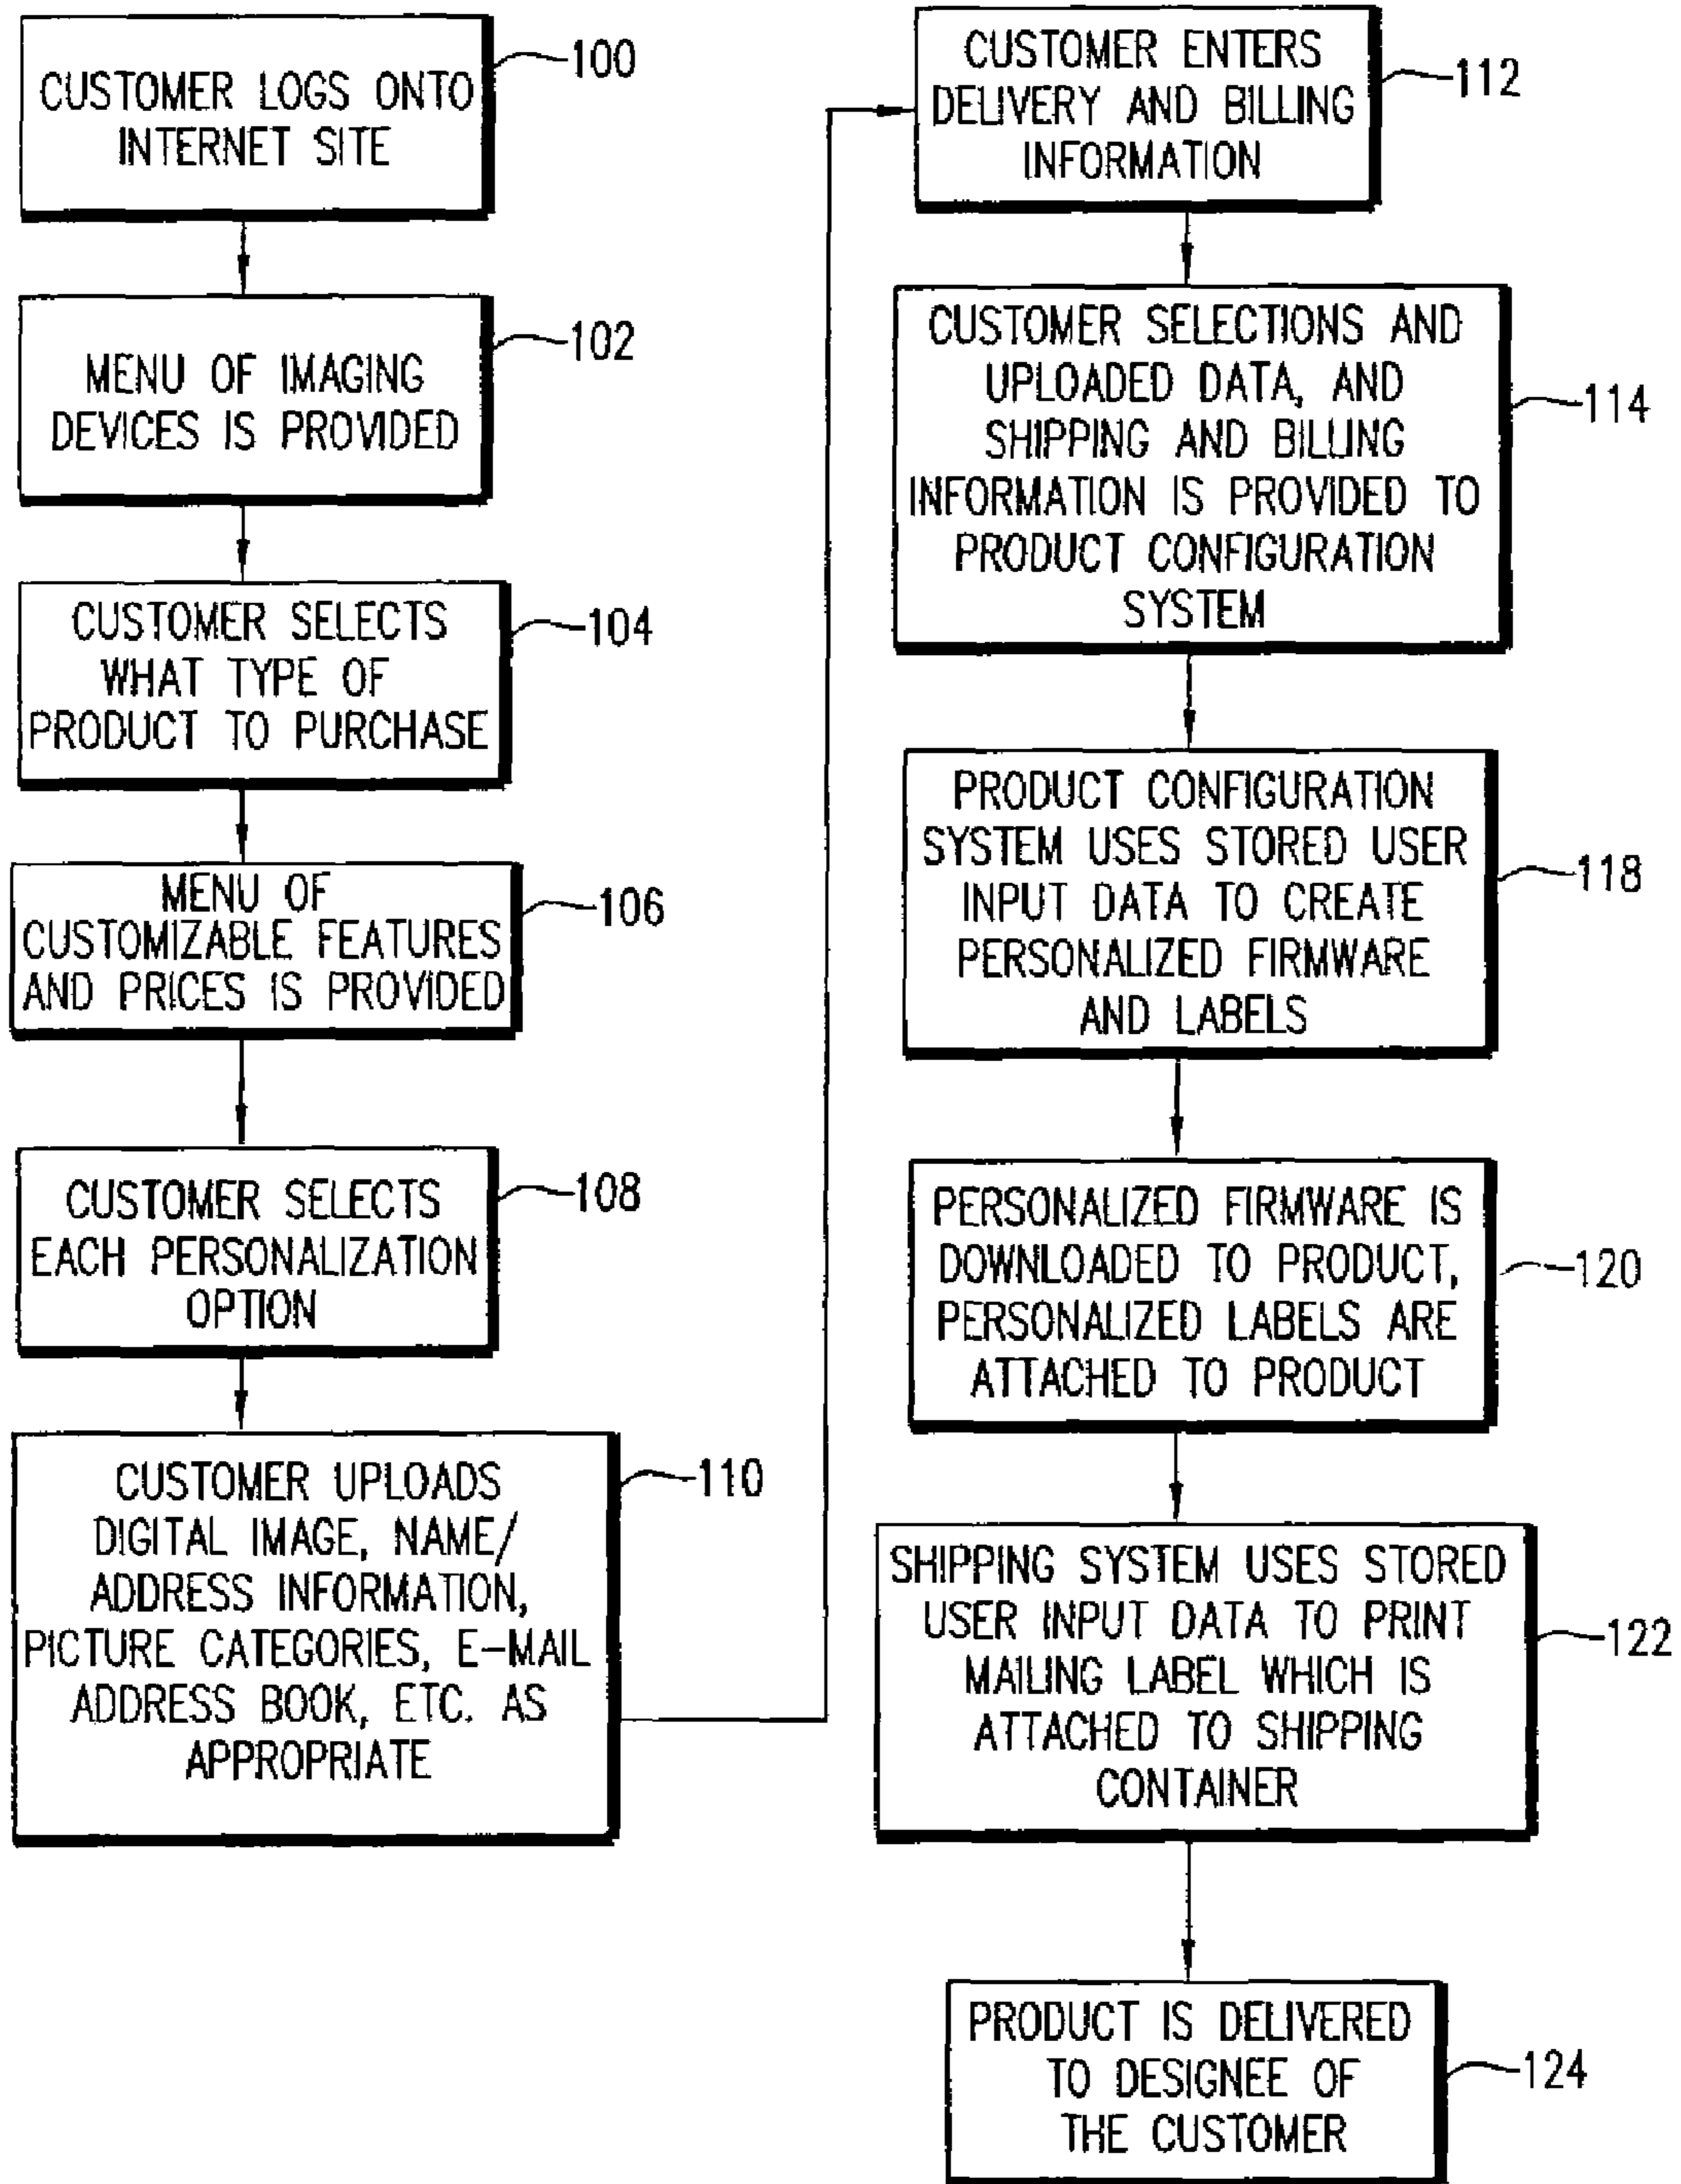 CUSTOMER LOGS ONTO
INTERNET SITE
100
MENU OF IMAGING
DEVICES IS PROVIDED
102
CUSTOMER SELECTS
WHAT TYPE OF
PRODUCT TO PURCHASE
104
MENU OF
CUSTOMIZABLE FEATURES
AND PRICES IS PROVIDED
106
CUSTOMER SELECTS
EACH PERSONALIZATION
OPTION
108
CUSTOMER UPLOADS
DIGITAL IMAGE, NAME/
ADDRESS INFORMATION,
PICTURE CATEGORIES, E-MAIL
ADDRESS BOOK, ETC. AS
APPROPRIATE
110
CUSTOMER ENTERS
DELIVERY AND BILLING
INFORMATION
112
CUSTOMER SELECTIONS AND
UPLOADED DATA, AND
SHIPPING AND BILLING
INFORMATION IS PROVIDED TO
PRODUCT CONFIGURATION
SYSTEM
114
PRODUCT CONFIGURATION
SYSTEM USES STORED USER
INPUT DATA TO CREATE
PERSONALIZED FIRMWARE
AND LABELS
118
PERSONALIZED FIRMWARE IS
DOWNLOADED TO PRODUCT,
PERSONALIZED LABELS ARE
ATTACHED TO PRODUCT
120
SHIPPING SYSTEM USES STORED
USER INPUT DATA TO PRINT
MAILING LABEL WHICH IS
ATTACHED TO SHIPPING
CONTAINER
122
PRODUCT IS DELIVERED
TO DESIGNEE OF
THE CUSTOMER
124